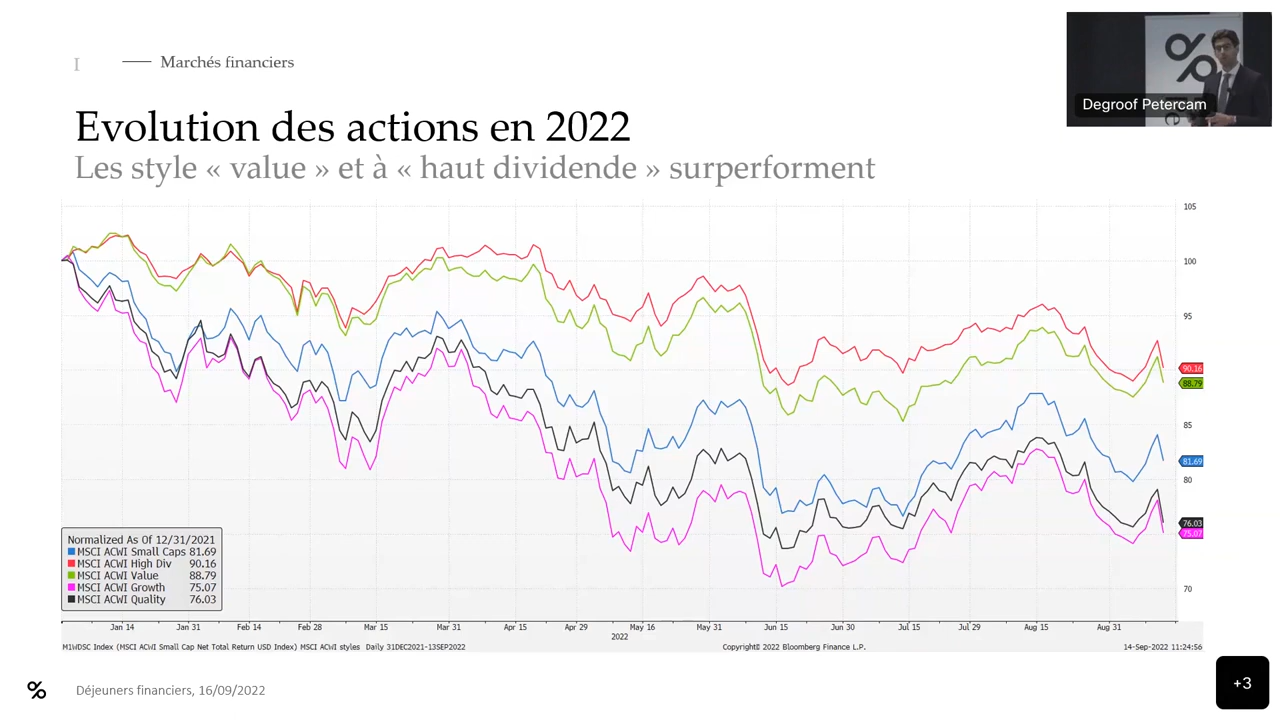 I
Marchés financiers
Degroof Petercam
Evolution des actions en 2022
Les style « value » et à « haut dividende » surperforment
105
100
95
90.16
88.79
85
81.69
80
76.03
75.07
70
Normalized As Of 12/31/2021
MSCI ACWI Small Caps 81.69
MSCI ACWI High Div 90.16
MSCI ACWI Value 88.79
MSCI ACWI Growth 75.07
MSCI ACWI Quality 76.03
Jan 14 Jan 31 Feb 14 Feb 28 Mar 15 Mar 31 Apr 15 Apr 29 May 16 May 31 Jun 15 Jun 30 Jul 15 Jul 29 Aug 15 Aug 31
2022
M1WDSC Index (MSCI ACWI Small Cap Net Total Return USD Index) MSCI ACWI styles Daily 31DEC2021-13SEP2022 Copyright© 2022 Bloomberg Finance L.P. 14-Sep-2022 11:24:56
Déjeuners financiers, 16/09/2022
+3